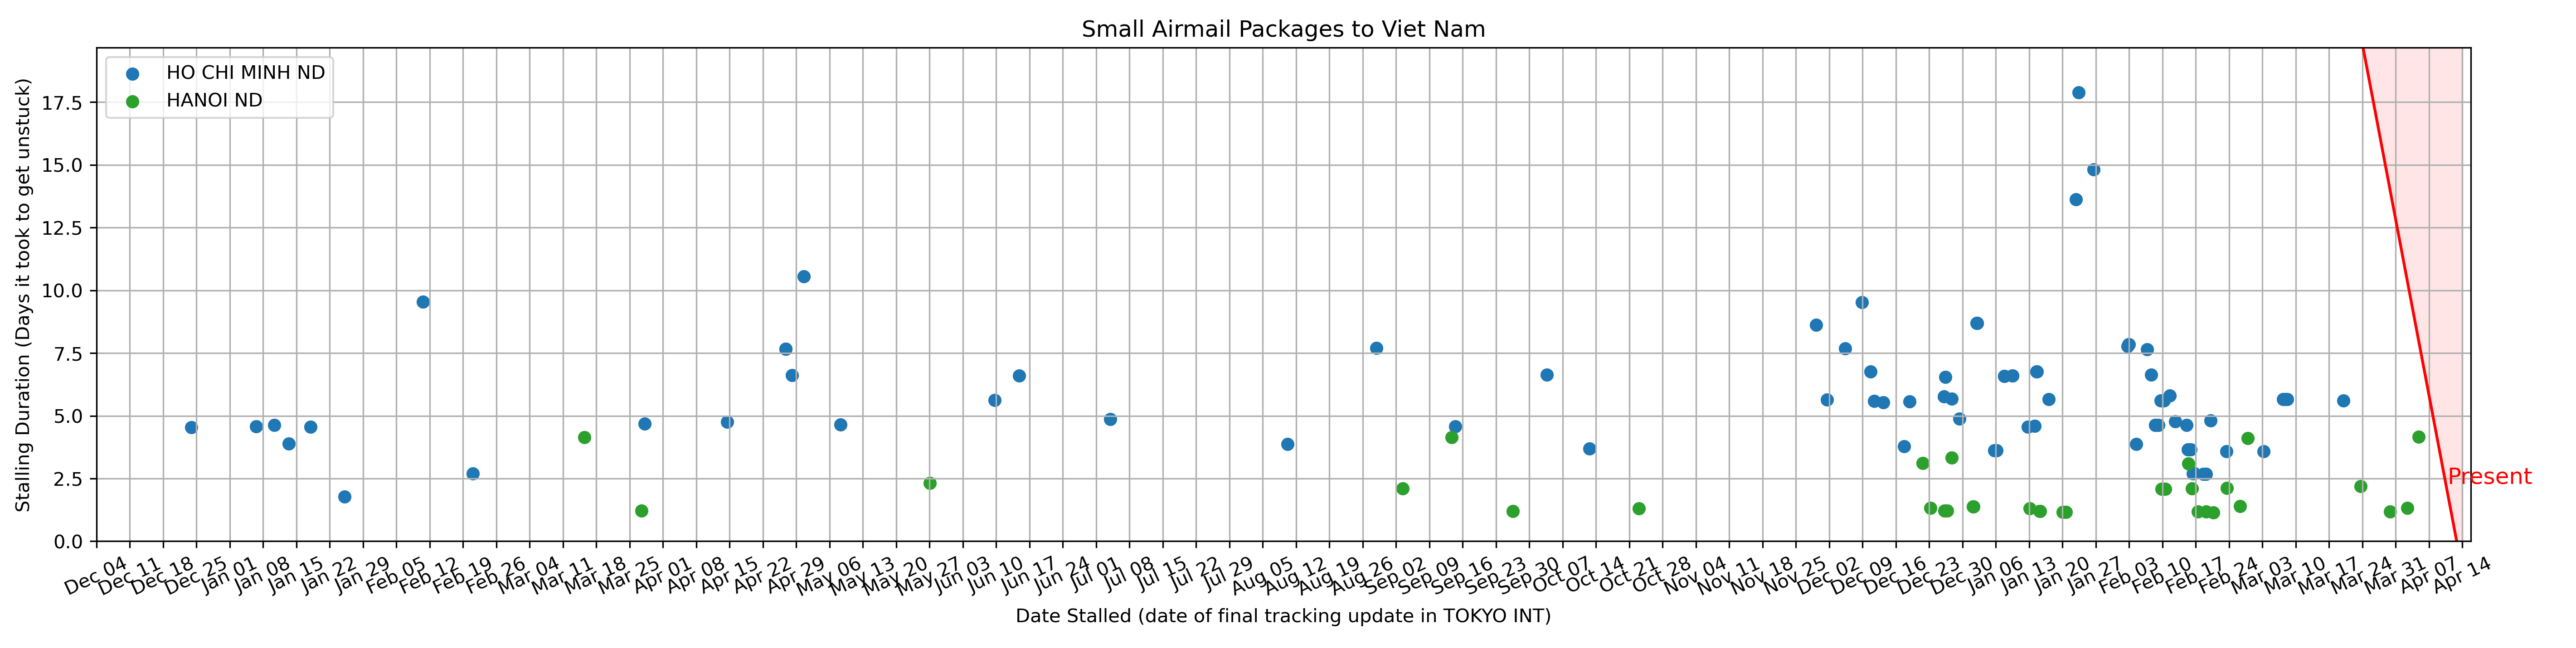 Small Airmail Packages to Viet Nam
HO CHI MINH ND
HANOI ND
Stalling Duration (Days it took to get unstuck)
17.5
15.0
12.5
10.0
7.5
5.0
2.5
0.0
Present
Dec 04 Dec 11 Dec 18 Dec 25 Jan 01 Jan 08 Jan 15 Jan 22 Jan 29 Feb 05 Feb 12 Feb 19 Feb 26 Mar 04 Mar 11 Mar 18 Mar 25 Apr 01 Apr 08 Apr 15 Apr 22 Apr 29 May 06 May 13 May 20 May 27 Jun 03 Jun 10 Jun 17 Jun 24 Jul 01 Jul 08 Jul 15 Jul 22 Jul 29 Aug 05 Aug 12 Aug 19 Aug 26 Sep 02 Sep 09 Sep 16 Sep 23 Sep 30 Oct 07 Oct 14 Oct 21 Oct 28 Nov 04 Nov 11 Nov 18 Nov 25 Dec 02 Dec 09 Dec 16 Dec 23 Dec 30 Jan 06 Jan 13 Jan 20 Jan 27 Feb 03 Feb 10 Feb 17 Feb 24 Mar 03 Mar 10 Mar 17 Mar 24 Mar 31 Apr 07 Apr 14
Date Stalled (date of final tracking update in TOKYO INT)